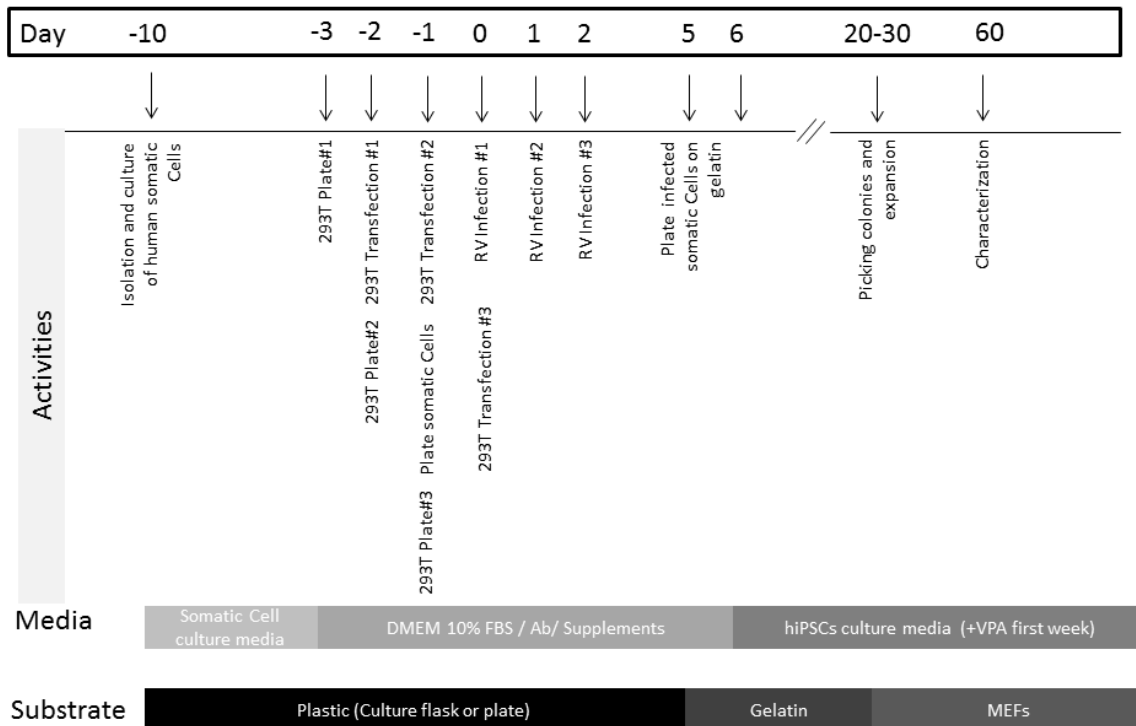 Day -10 -3 -2 -1 0 1 2 5 6 20-30 60
Activities
Isolation and culture
of human somatic
Cells
293T Plate#1
293T Transfection #1
293T Plate#2
293T Transfection #2
Plate somatic Cells
293T Plate#3
RV Infection #1
293T Transfection #3
RV Infection #2
RV Infection #3
Plate infected
somatic Cells on
gelatin
Picking colonies and
expansion
Characterization
Media
Somatic Cell
culture media
DMEM 10% FBS / Ab/ Supplements
hiPSCs culture media (+VPA first week)
Substrate
Plastic (Culture flask or plate)
Gelatin
MEFs